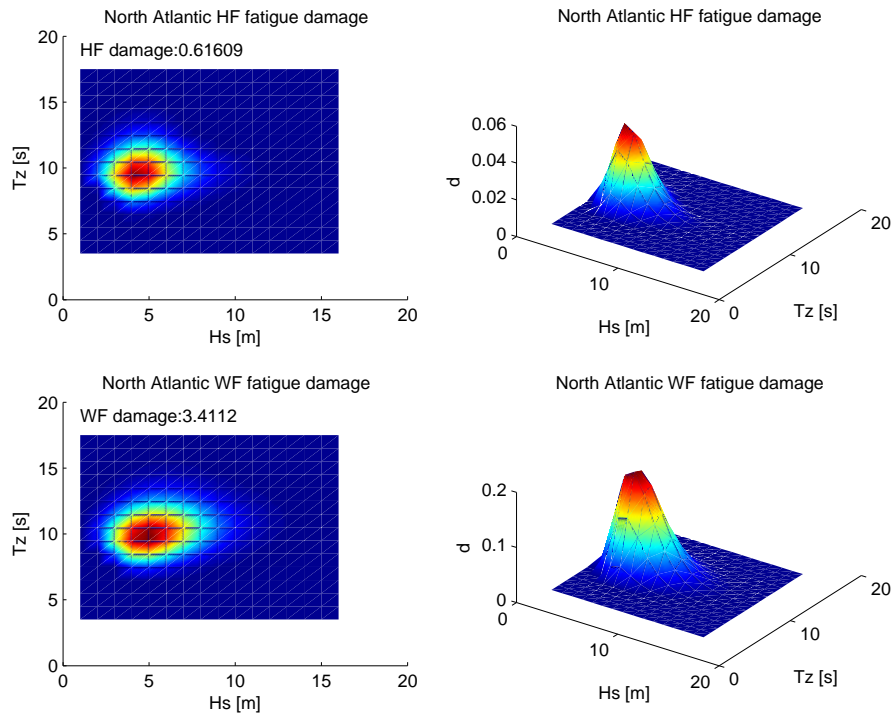 North Atlantic HF fatigue damage
HF damage:0.61609
20
15
10
5
0
Tz [s]
0 5 10 15 20
Hs [m]
North Atlantic HF fatigue damage
0.06
0.04
0.02
0
d
0
10
20
Hs [m]
0
10
20
Tz [s]
North Atlantic WF fatigue damage
WF damage:3.4112
20
15
10
5
0
Tz [s]
0 5 10 15 20
Hs [m]
North Atlantic WF fatigue damage
0.2
0.1
0
d
0
10
20
Hs [m]
0
10
20
Tz [s]